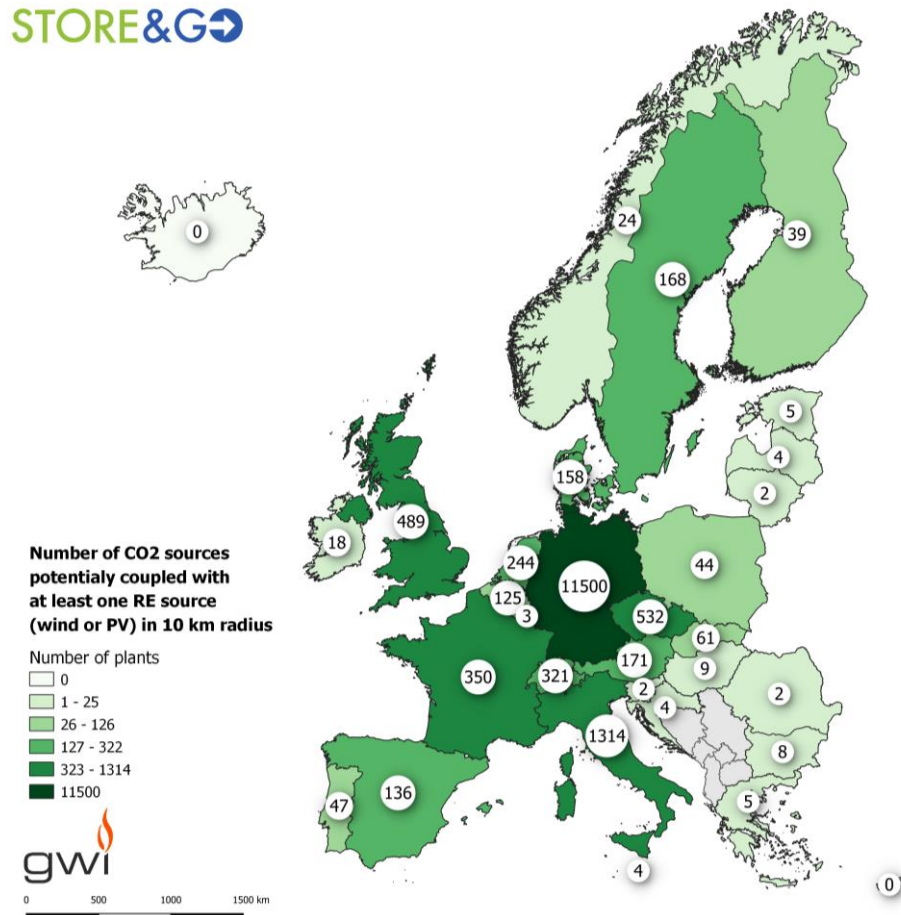 STORE&GO
0
24
39
168
5
4
2
158
489
18
244
11500
44
125
3
532
61
171
9
321
350
2
2
4
1314
8
136
47
5
4
0
Number of CO2 sources
potentialy coupled with
at least one RE source
(wind or PV) in 10 km radius
Number of plants
0
1 - 25
26 - 126
127 - 322
323 - 1314
11500
gwi
0 500 1000 1500 km